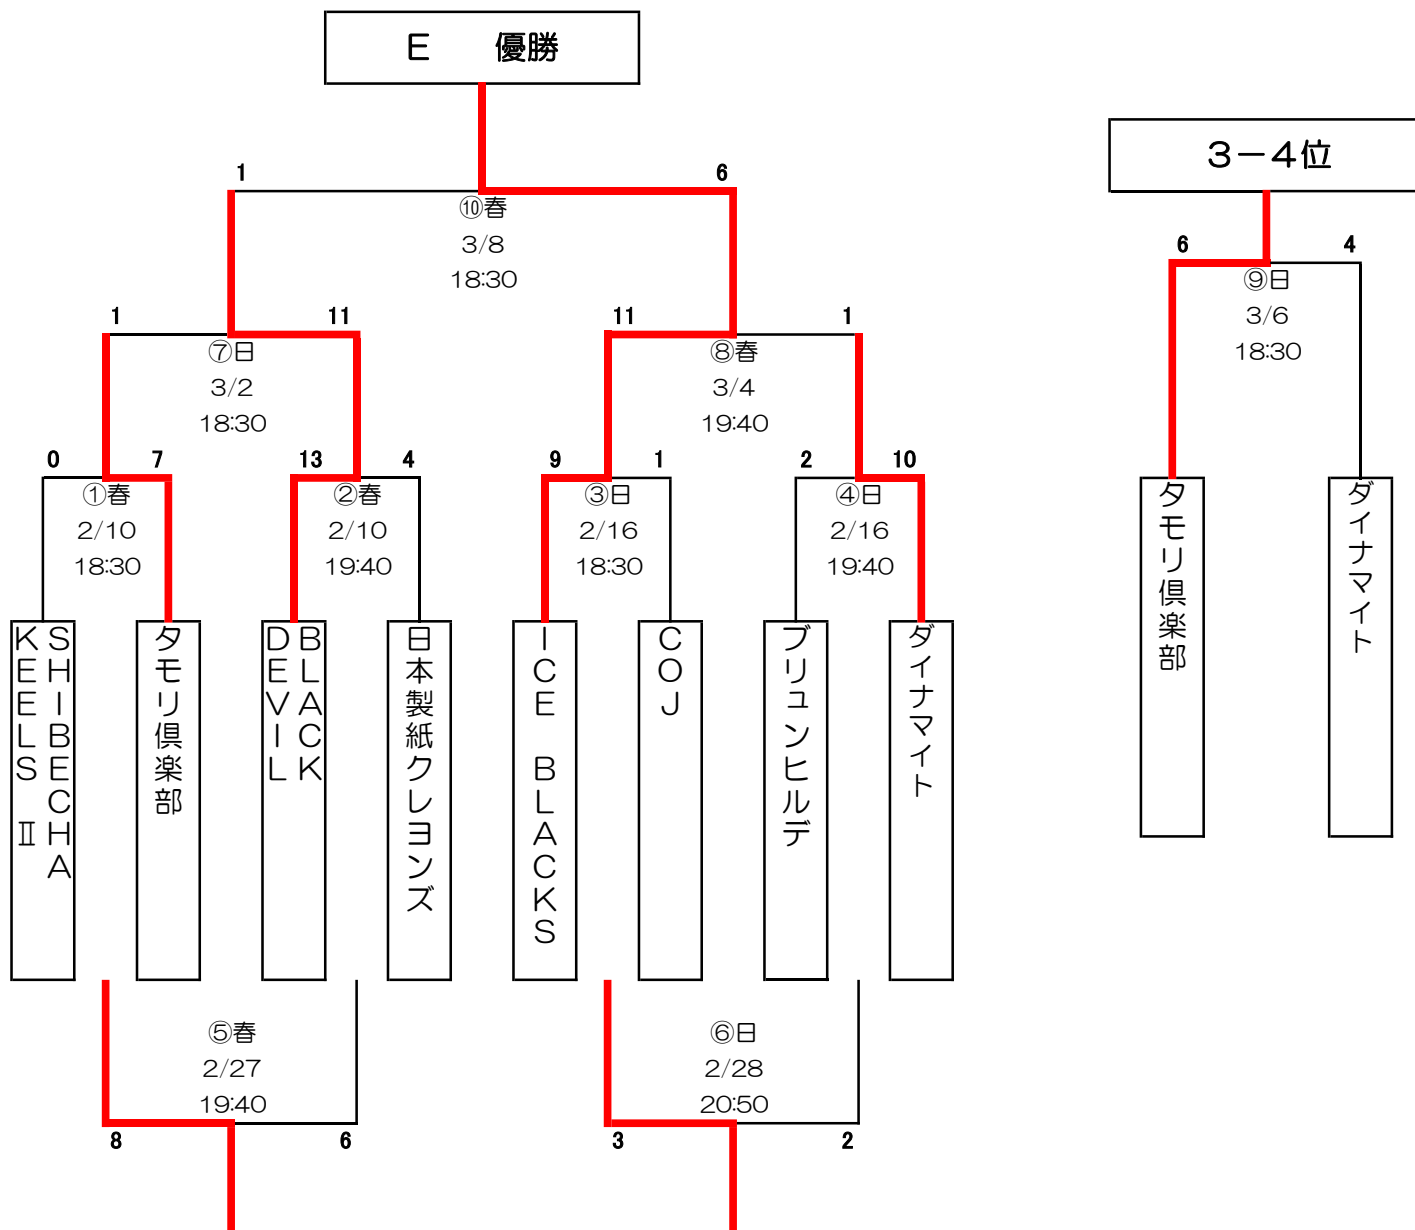 E 優勝
3－4位
1 6
⑩春
3/8
18:30
6 4
⑨日
3/6
18:30
1 11
⑦日
3/2
18:30
11 1
⑧春
3/4
19:40
0 7
①春
2/10
18:30
13 4
②春
2/10
19:40
9 1
③日
2/16
18:30
2 10
④日
2/16
19:40
タモリ倶楽部
ダイナマイト
SHIBECHA
KEELS Ⅱ
タモリ倶楽部
BLACK
DEVIL
日本製紙クレヨンズ
ICE BLACKS
COJ
ブリュンヒルデ
ダイナマイト
⑤春
2/27
19:40
8 6
⑥日
2/28
20:50
3 2